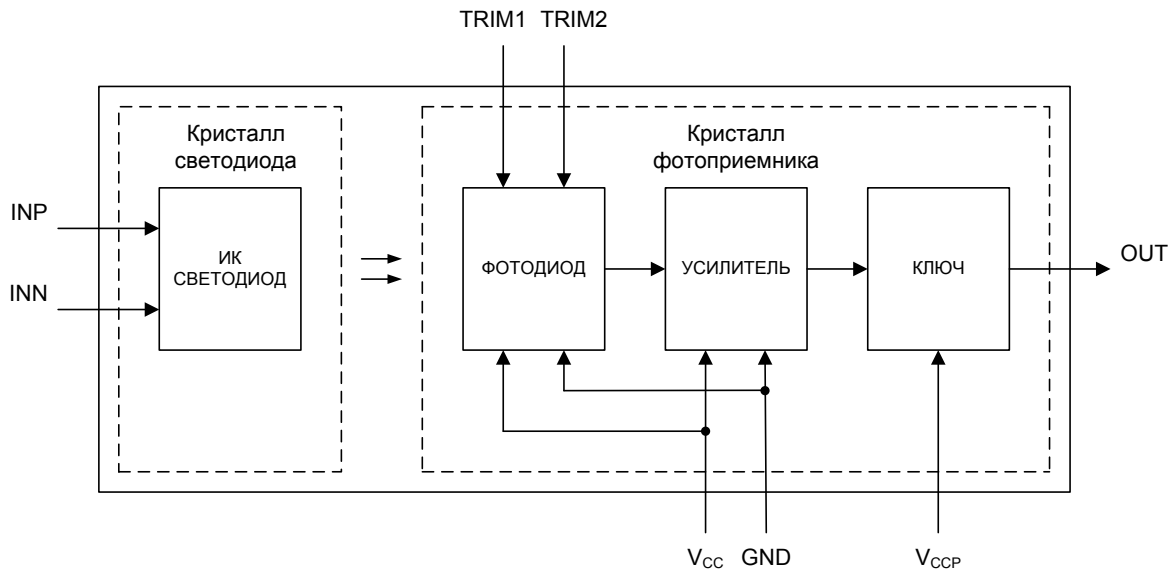 TRIM1 TRIM2
Кристалл
светодиода
Кристалл
фотоприемника
INP
INN
ИК
СВЕТОДИОД
ФОТОДИОД
УСИЛИТЕЛЬ
КЛЮЧ
OUT
VCC GND
VCCP